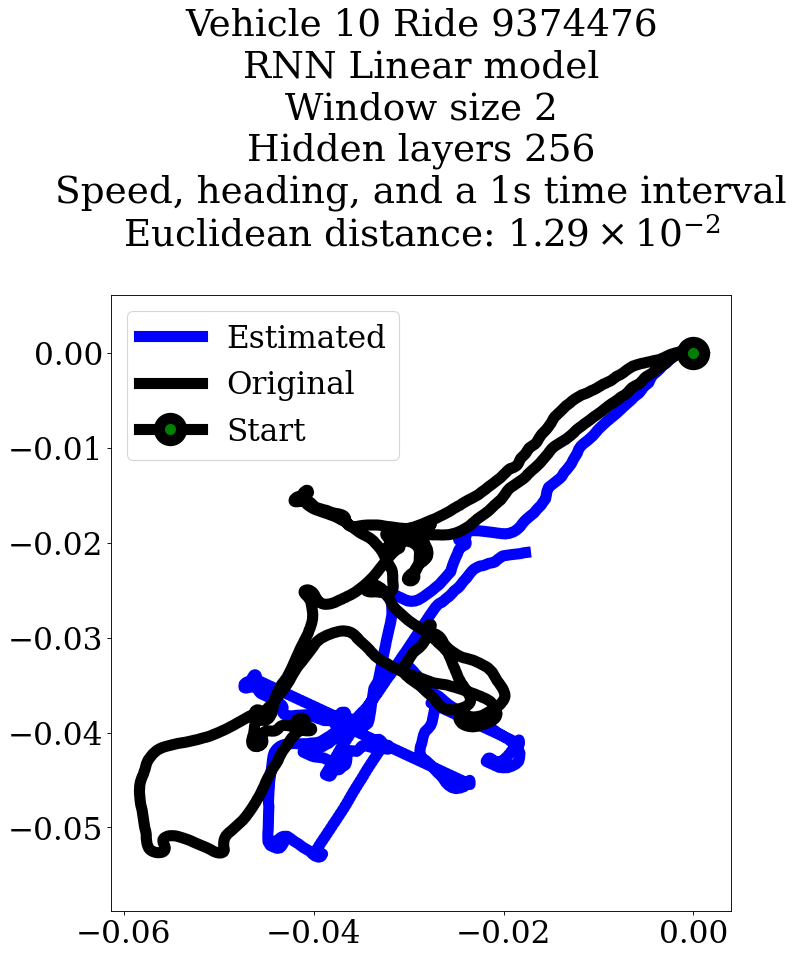 Vehicle 10 Ride 9374476
RNN Linear model
Window size 2
Hidden layers 256
Speed, heading, and a 1s time interval
Euclidean distance: 1.29 × 10⁻²
Estimated
Original
Start
0.00
−0.01
−0.02
−0.03
−0.04
−0.05
−0.06 −0.04 −0.02 0.00